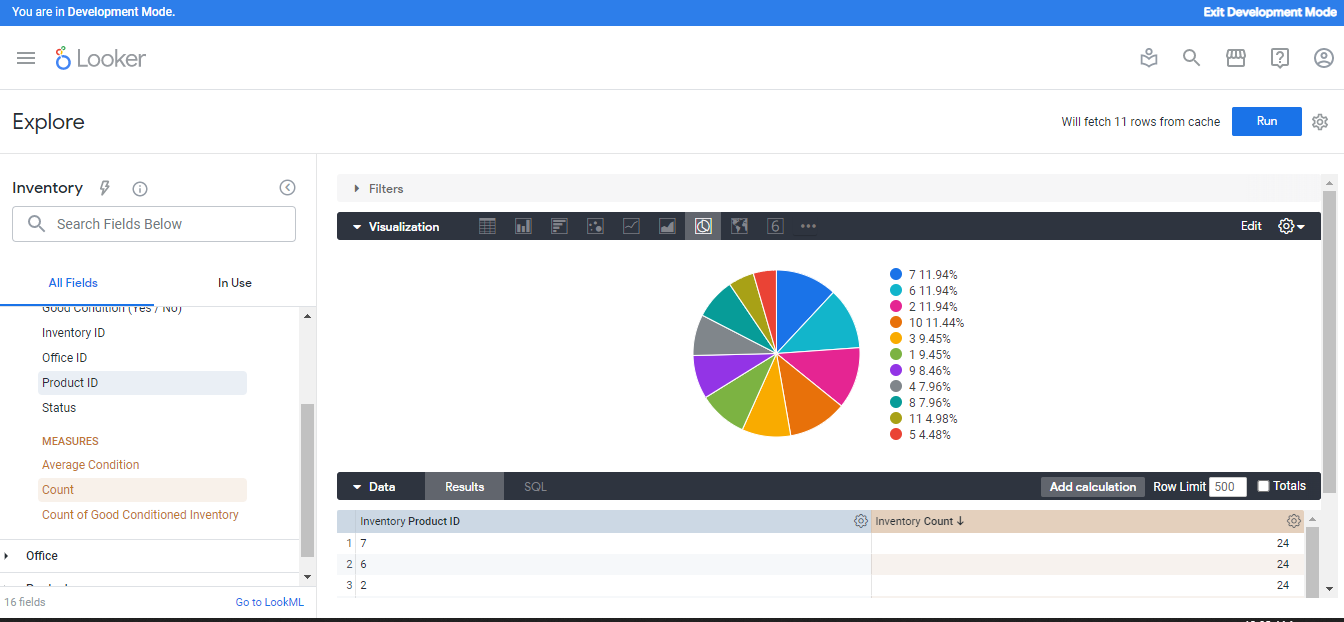 You are in Development Mode.
Exit Development Mode
Looker
Explore
Will fetch 11 rows from cache
Run
Inventory
Search Fields Below
All Fields
In Use
Good Condition (Yes / No)
Inventory ID
Office ID
Product ID
Status
MEASURES
Average Condition
Count
Count of Good Conditioned Inventory
Office
16 fields
Go to LookML
Filters
Visualization
6
Edit
7 11.94%
6 11.94%
2 11.94%
10 11.44%
3 9.45%
1 9.45%
9 8.46%
4 7.96%
8 7.96%
11 4.98%
5 4.48%
Data
Results
SQL
Add calculation
Row Limit 500
Totals
Inventory Product ID
Inventory Count ↓
1 7 24
2 6 24
3 2 24